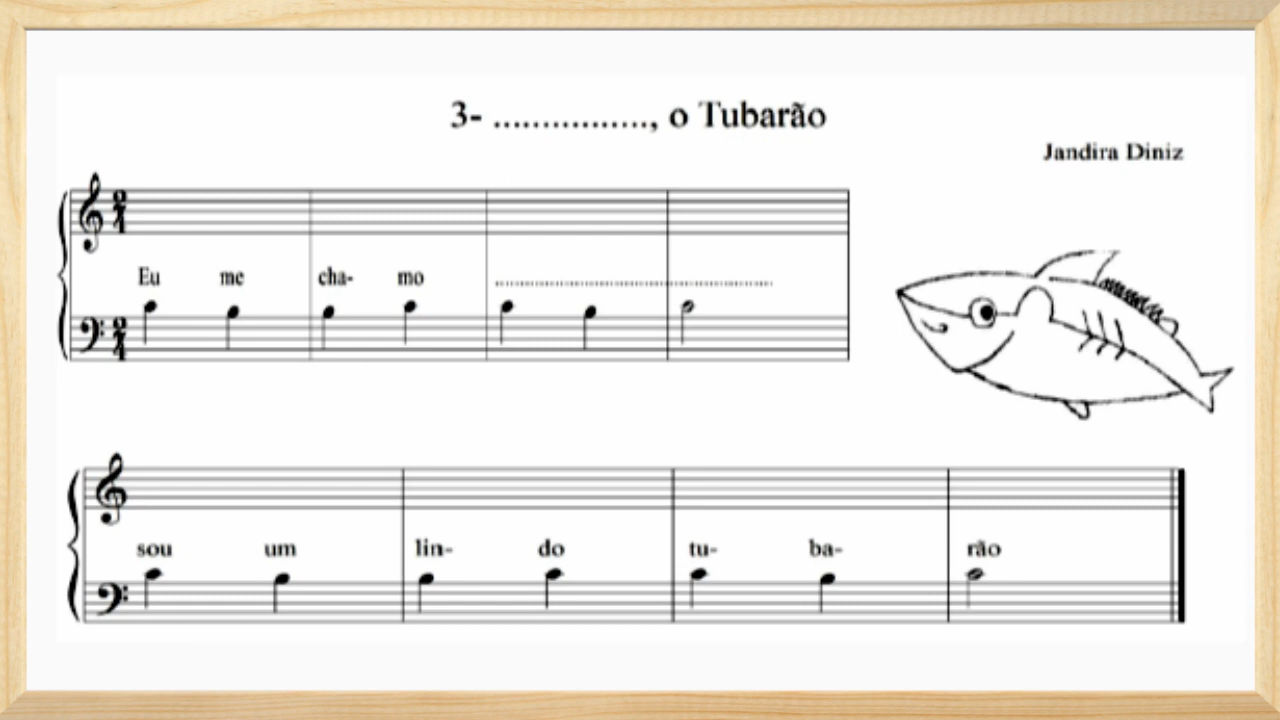 3- ................, o Tubarão
Jandira Diniz
Eu me cha- mo ................................................
sou um lin- do tu- ba- rão